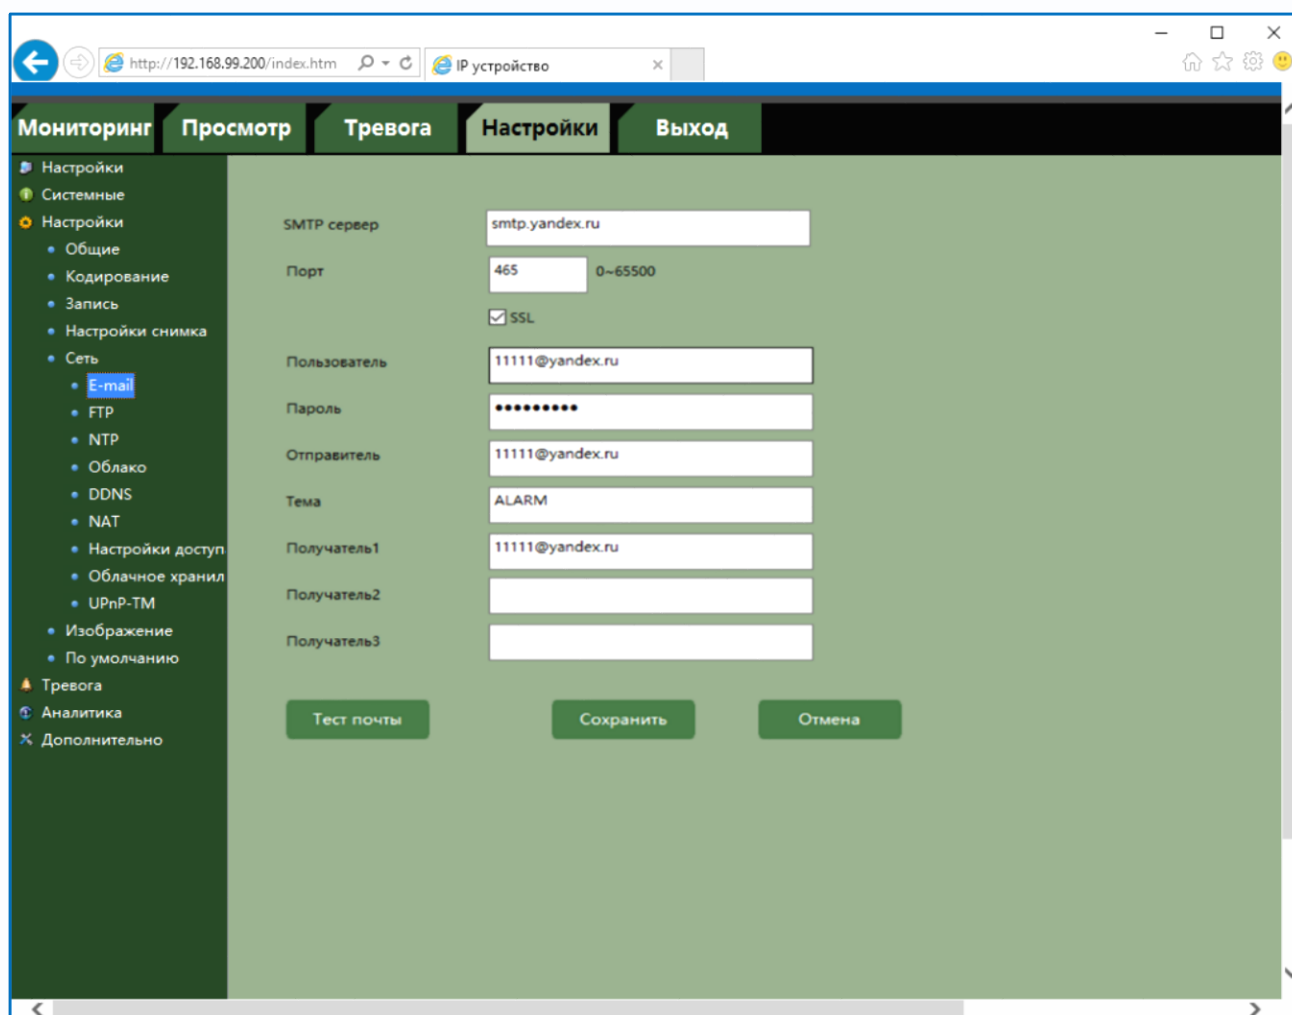 http://192.168.99.200/index.htm
IP устройство
Мониторинг
Просмотр
Тревога
Настройки
Выход
Настройки
Системные
Настройки
Общие
Кодирование
Запись
Настройки снимка
Сеть
E-mail
FTP
NTP
Облако
DDNS
NAT
Настройки доступ
Облачное хранил
UPnP-TM
Изображение
По умолчанию
Тревога
Аналитика
Дополнительно
SMTP сервер smtp.yandex.ru
Порт 465 0~65500
SSL
Пользователь 11111@yandex.ru
Пароль •••••••••
Отправитель 11111@yandex.ru
Тема ALARM
Получатель1 11111@yandex.ru
Получатель2
Получатель3
Тест почты Сохранить Отмена